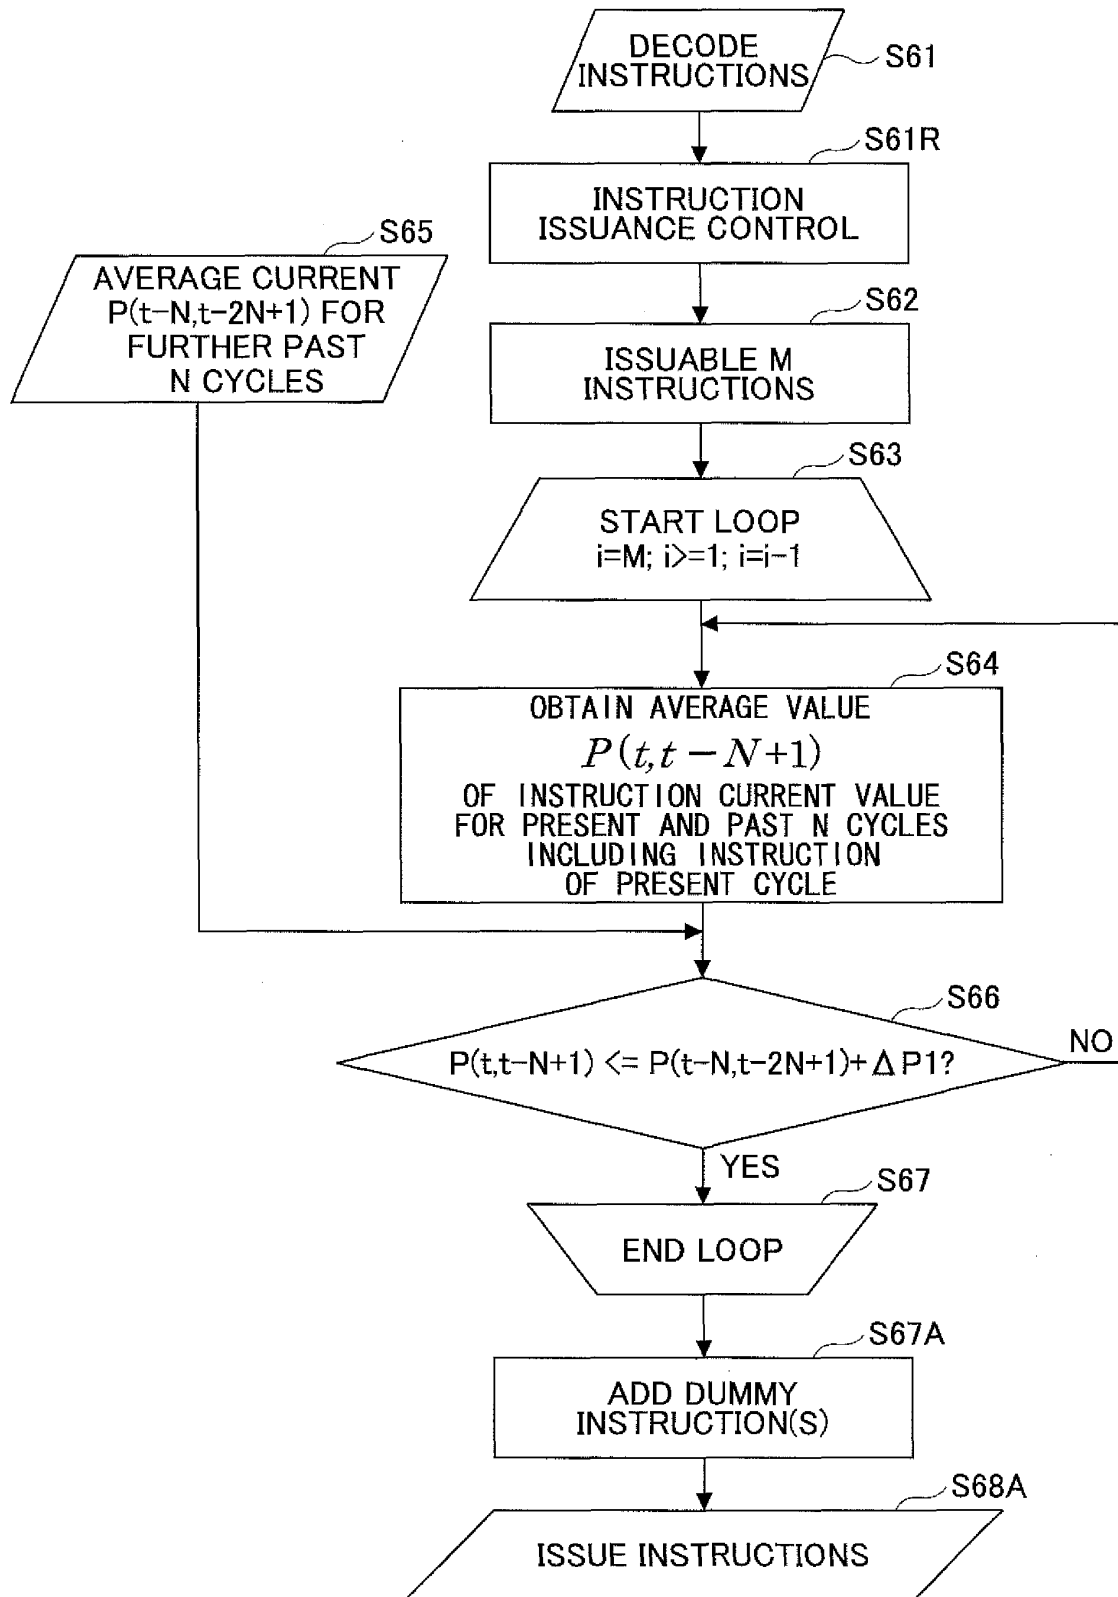 DECODE
INSTRUCTIONS
S61
S61R
INSTRUCTION
ISSUANCE CONTROL
S65
AVERAGE CURRENT
P(t-N,t-2N+1) FOR
FURTHER PAST
N CYCLES
S62
ISSUABLE M
INSTRUCTIONS
S63
START LOOP
i=M; i>=1; i=i-1
S64
OBTAIN AVERAGE VALUE
P(t,t-N+1)
OF INSTRUCTION CURRENT VALUE
FOR PRESENT AND PAST N CYCLES
INCLUDING INSTRUCTION
OF PRESENT CYCLE
S66
P(t,t-N+1) <= P(t-N,t-2N+1)+ΔP1?
NO
YES
S67
END LOOP
S67A
ADD DUMMY
INSTRUCTION(S)
S68A
ISSUE INSTRUCTIONS